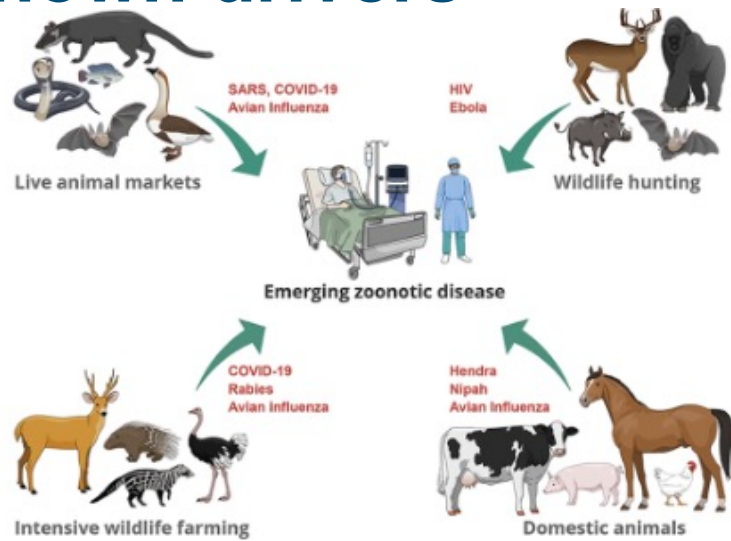 SARS, COVID-19
Avian Influenza
HIV
Ebola
Live animal markets
Wildlife hunting
Emerging zoonotic disease
COVID-19
Rabies
Avian Influenza
Hendra
Nipah
Avian Influenza
Intensive wildlife farming
Domestic animals